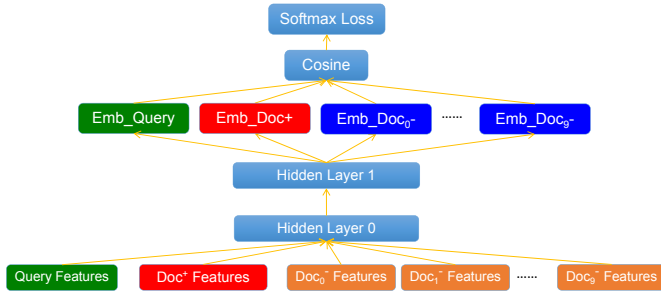 Softmax Loss
Cosine
Emb_Query Emb_Doc+ Emb_Doc₀- ...... Emb_Doc₉-
Hidden Layer 1
Hidden Layer 0
Query Features Doc⁺ Features Doc₀⁻ Features Doc₁⁻ Features ...... Doc₉⁻ Features